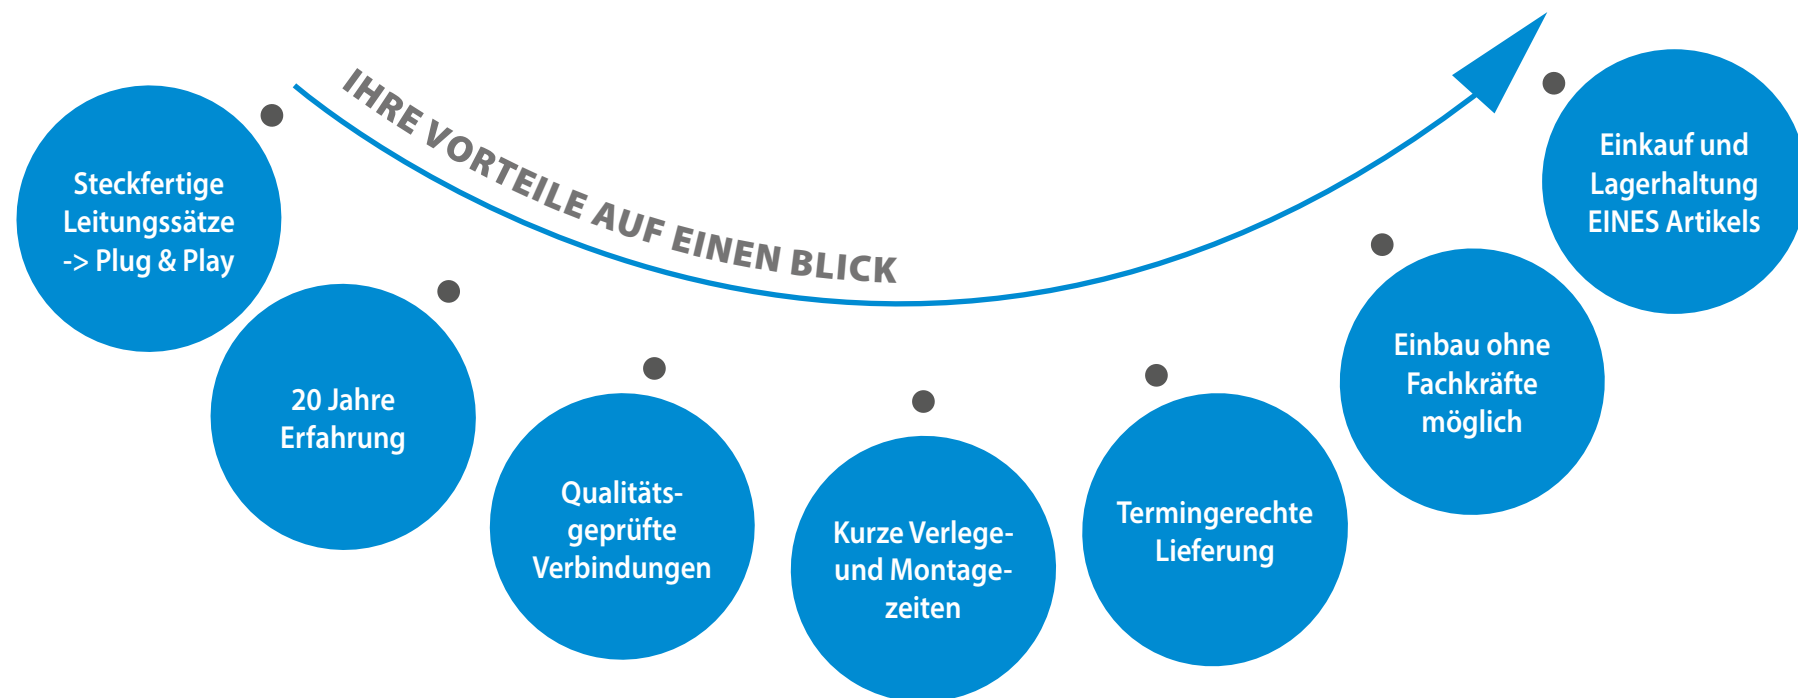 IHRE VORTEILE AUF EINEN BLICK
Steckfertige
Leitungssätze
-> Plug & Play
20 Jahre
Erfahrung
Qualitäts-
geprüfte
Verbindungen
Kurze Verlege-
und Montage-
zeiten
Termingerechte
Lieferung
Einbau ohne
Fachkräfte
möglich
Einkauf und
Lagerhaltung
EINES Artikels